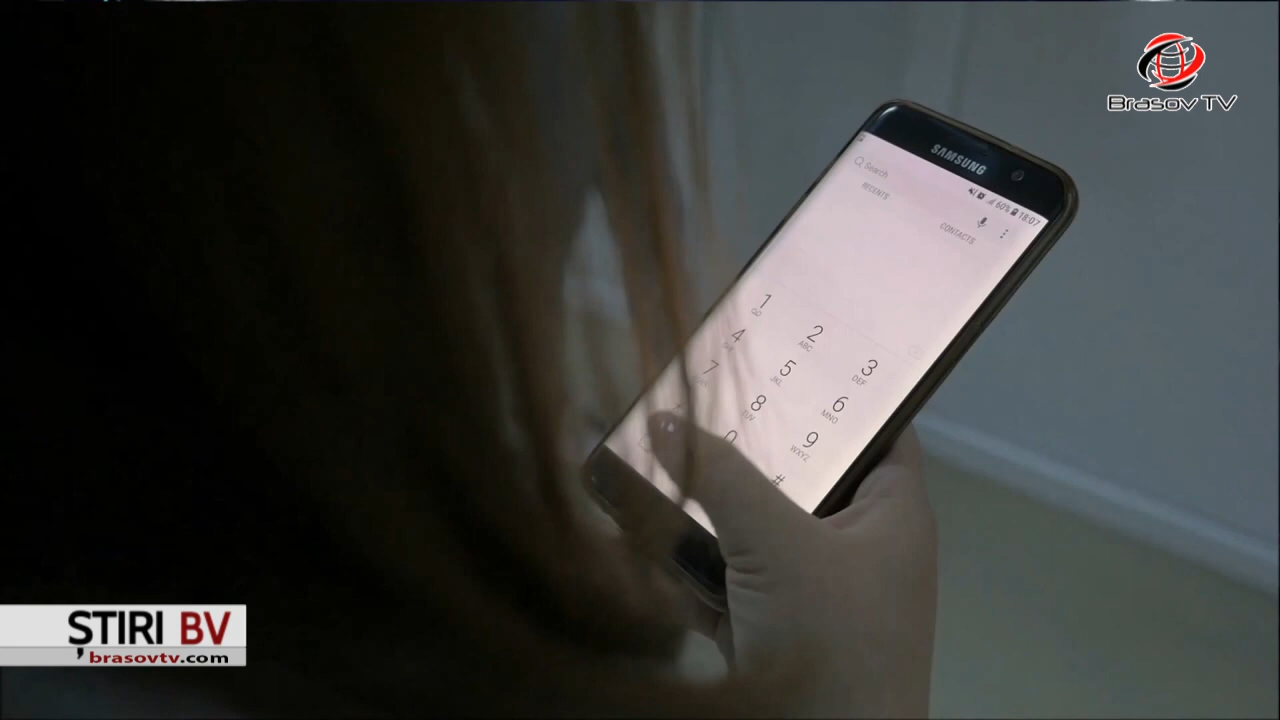 Brasov TV
SAMSUNG
60% 18:07
Search
RECENTS
CONTACTS
1
2
ABC
3
DEF
4
5
JKL
6
MNO
7
8
TUV
9
WXYZ
0
#
ȘTIRI BV
brasovtv.com